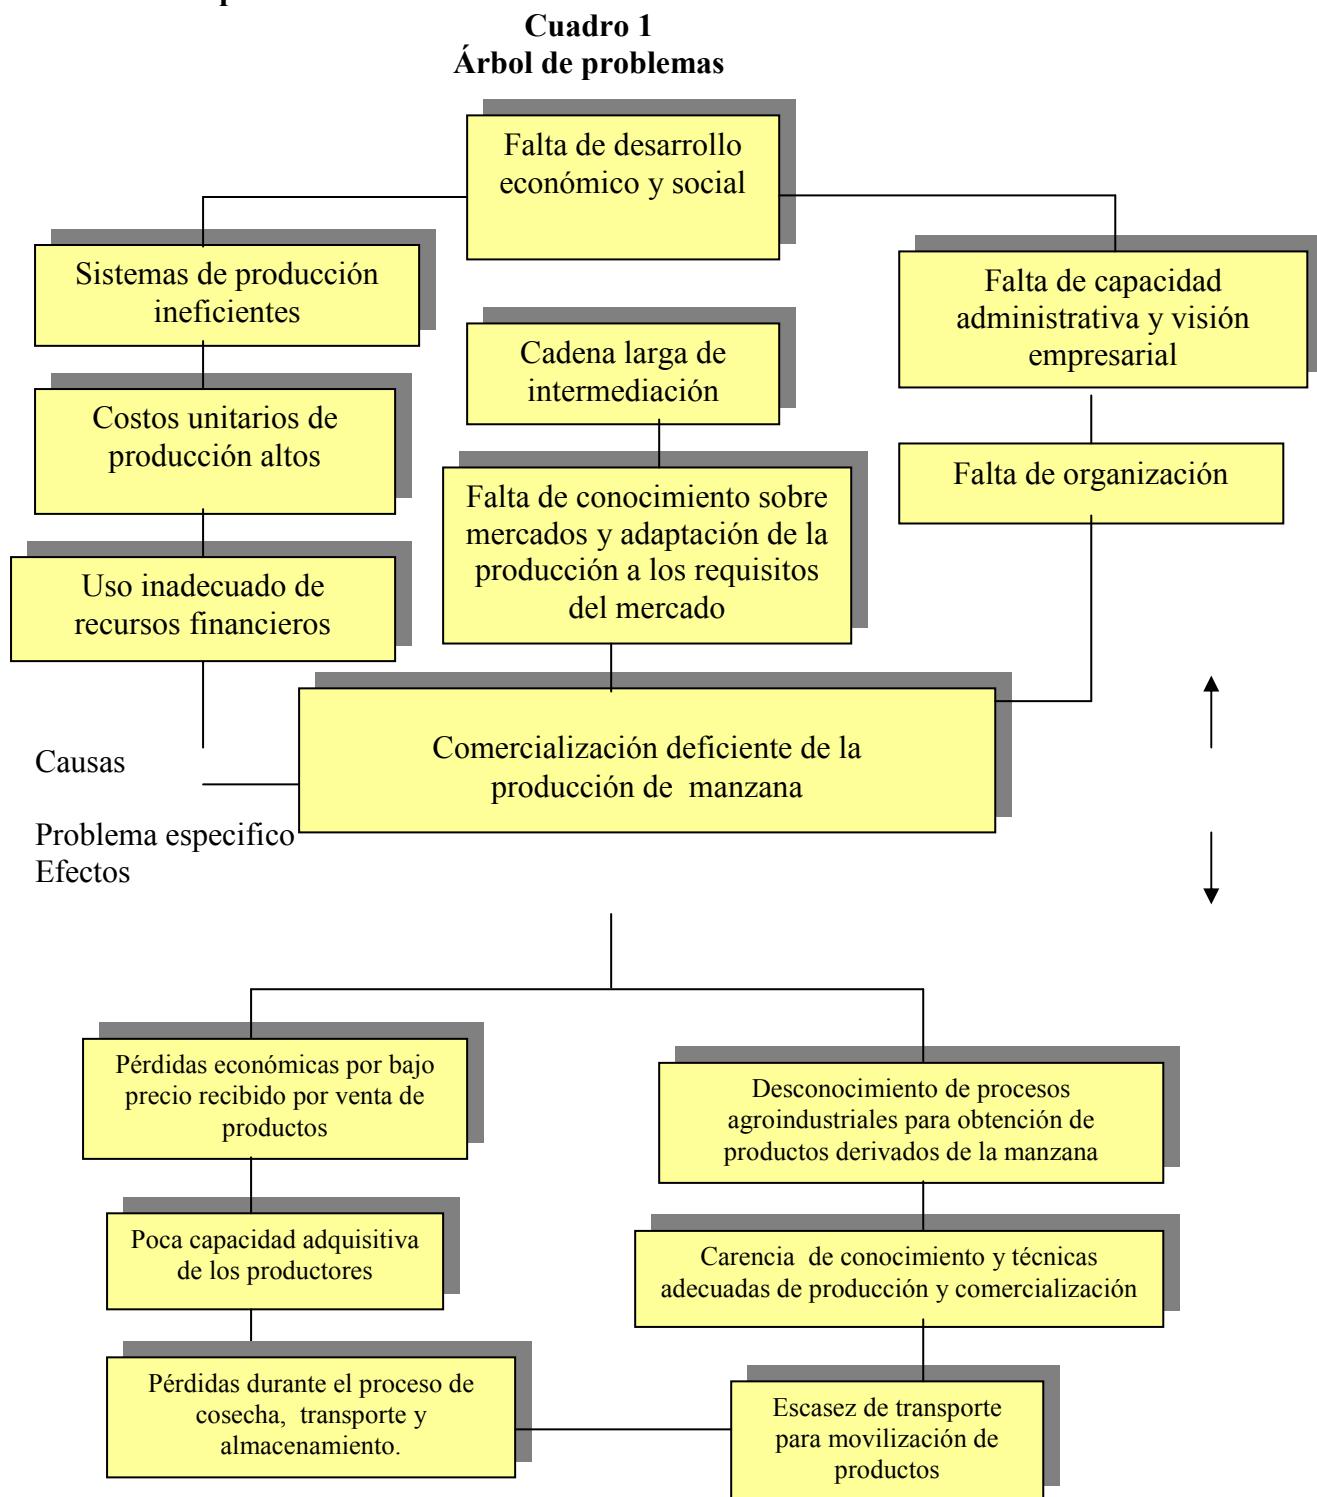 Cuadro 1
Árbol de problemas
Falta de desarrollo
económico y social
Sistemas de producción
ineficientes
Falta de capacidad
administrativa y visión
empresarial
Cadena larga de
intermediación
Costos unitarios de
producción altos
Falta de organización
Falta de conocimiento sobre
mercados y adaptación de la
producción a los requisitos
del mercado
Uso inadecuado de
recursos financieros
Comercialización deficiente de la
producción de  manzana
Causas
Problema especifico
Efectos
Pérdidas económicas por bajo
precio recibido por venta de
productos
Desconocimiento de procesos
agroindustriales para obtención de
productos derivados de la manzana
Poca capacidad adquisitiva
de los productores
Carencia  de conocimiento y técnicas
adecuadas de producción y comercialización
Pérdidas durante el proceso de
cosecha,  transporte y
almacenamiento.
Escasez de transporte
para movilización de
productos